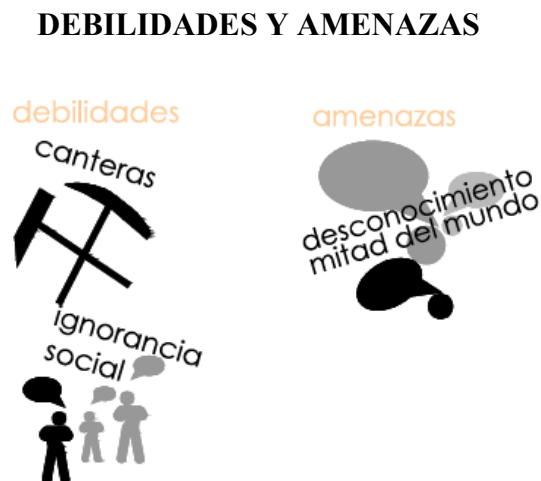 DEBILIDADES Y AMENAZAS
debilidades
canteras
ignorancia
social
amenazas
desconocimiento
mitad del mundo